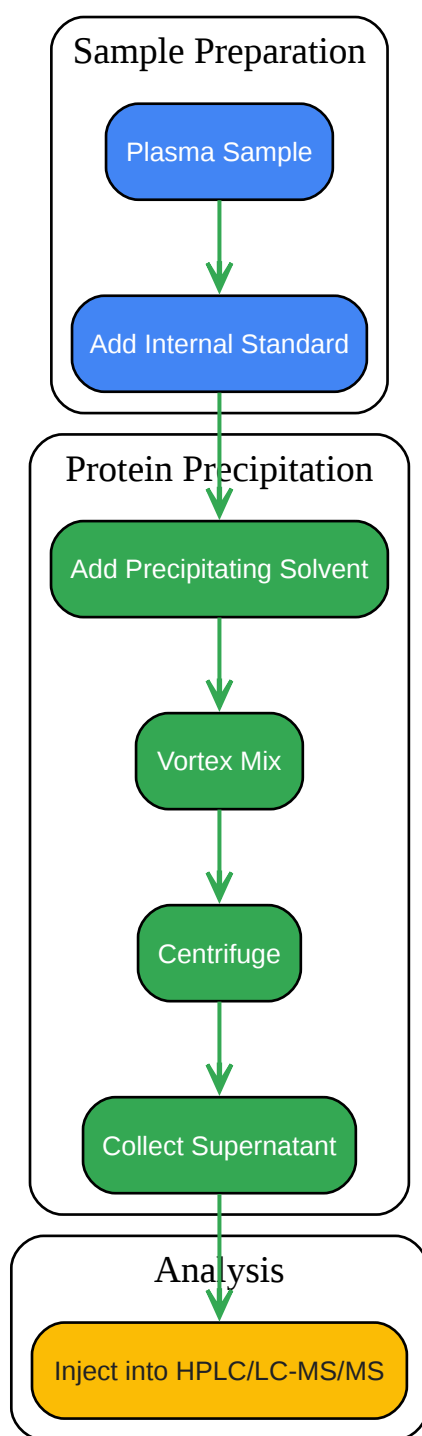 Sample Preparation
Plasma Sample
Add Internal Standard
Protein Precipitation
Add Precipitating Solvent
Vortex Mix
Centrifuge
Collect Supernatant
Analysis
Inject into HPLC/LC-MS/MS